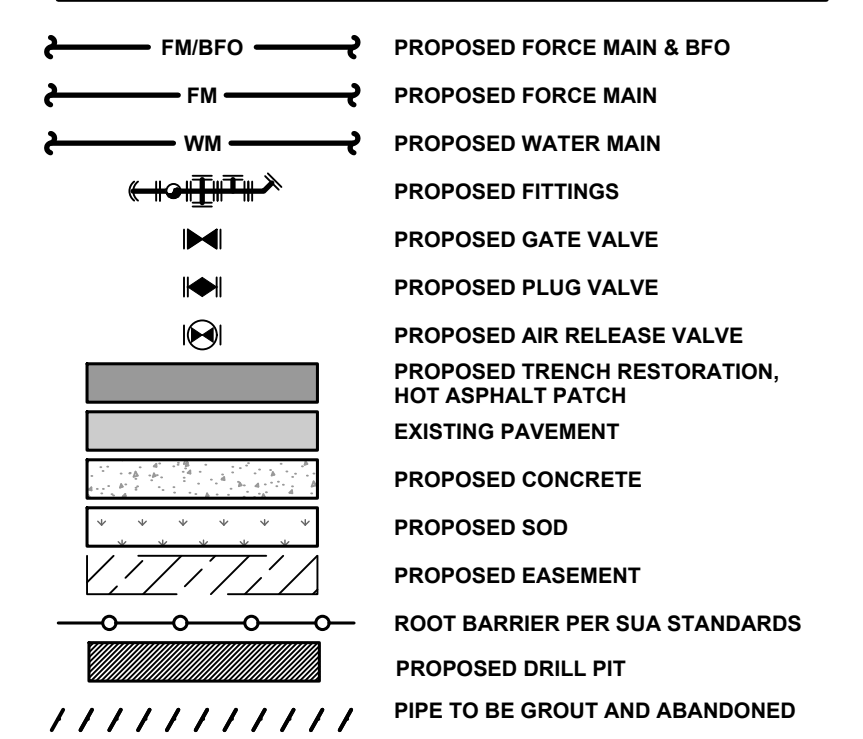 FM/BFO PROPOSED FORCE MAIN & BFO
FM PROPOSED FORCE MAIN
WM PROPOSED WATER MAIN
PROPOSED FITTINGS
PROPOSED GATE VALVE
PROPOSED PLUG VALVE
PROPOSED AIR RELEASE VALVE
PROPOSED TRENCH RESTORATION,
HOT ASPHALT PATCH
EXISTING PAVEMENT
PROPOSED CONCRETE
PROPOSED SOD
PROPOSED EASEMENT
ROOT BARRIER PER SUA STANDARDS
PROPOSED DRILL PIT
PIPE TO BE GROUT AND ABANDONED